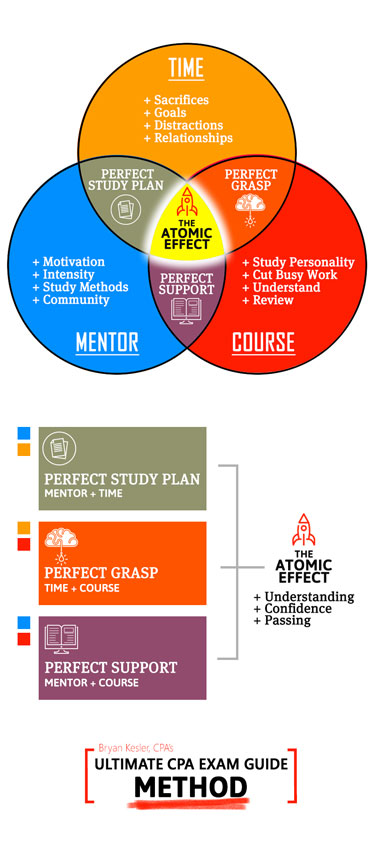 TIME
+ Sacrifices
+ Goals
+ Distractions
+ Relationships
PERFECT
STUDY PLAN
PERFECT
GRASP
THE
ATOMIC
EFFECT
+ Motivation
+ Intensity
+ Study Methods
+ Community
PERFECT
SUPPORT
+ Study Personality
+ Cut Busy Work
+ Understand
+ Review
MENTOR
COURSE
PERFECT STUDY PLAN
MENTOR + TIME
PERFECT GRASP
TIME + COURSE
PERFECT SUPPORT
MENTOR + COURSE
THE
ATOMIC
EFFECT
+ Understanding
+ Confidence
+ Passing
Bryan Kesler, CPA's
ULTIMATE CPA EXAM GUIDE
METHOD